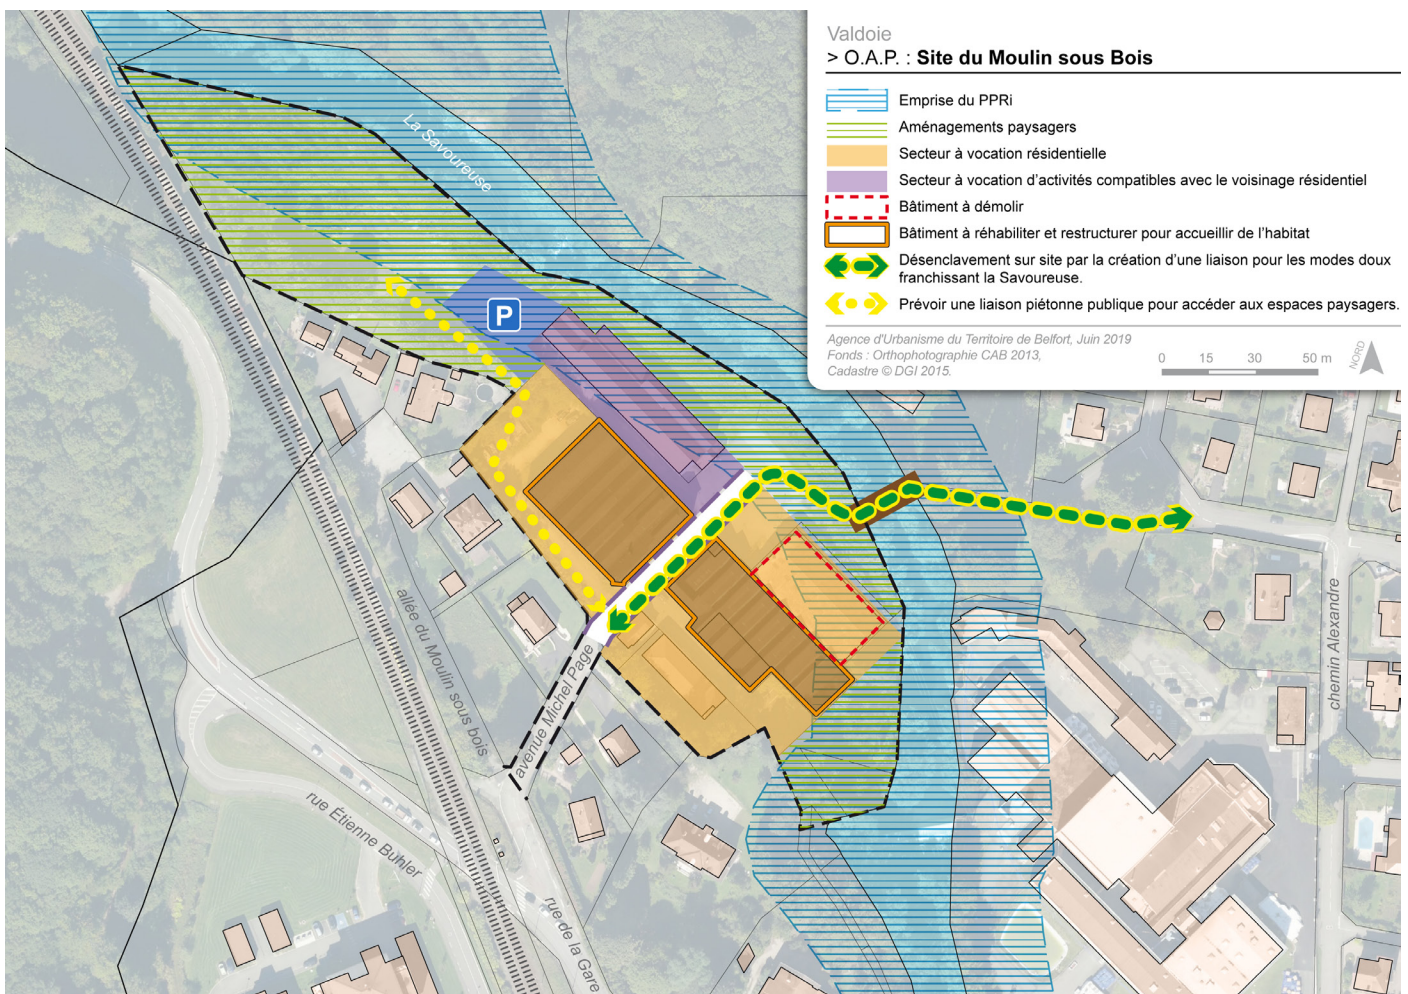 Valdoie
> O.A.P. : Site du Moulin sous Bois
Emprise du PPRi
Aménagements paysagers
Secteur à vocation résidentielle
Secteur à vocation d'activités compatibles avec le voisinage résidentiel
Bâtiment à démolir
Bâtiment à réhabiliter et restructurer pour accueillir de l'habitat
Désenclavement sur site par la création d'une liaison pour les modes doux
franchissant la Savoureuse.
Prévoir une liaison piétonne publique pour accéder aux espaces paysagers.
Agence d'Urbanisme du Territoire de Belfort, Juin 2019
Fonds : Orthophotographie CAB 2013,
Cadastre © DGI 2015.
0 15 30 50 m
NORD
La Savoureuse
P
allée du Moulin sous bois
avenue Michel Page
chemin Alexandre
rue Étienne Buhler
rue de la Gare